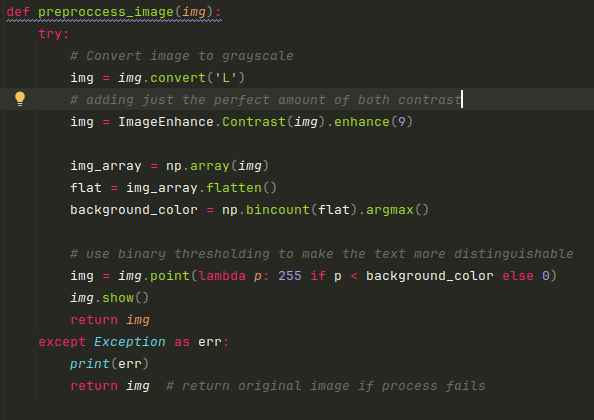 def preproccess_image(img):
try:
# Convert image to grayscale
img = img.convert('L')
# adding just the perfect amount of both contrast
img = ImageEnhance.Contrast(img).enhance(9)
img_array = np.array(img)
flat = img_array.flatten()
background_color = np.bincount(flat).argmax()
# use binary thresholding to make the text more distinguishable
img = img.point(lambda p: 255 if p < background_color else 0)
img.show()
return img
except Exception as err:
print(err)
return img  # return original image if process fails